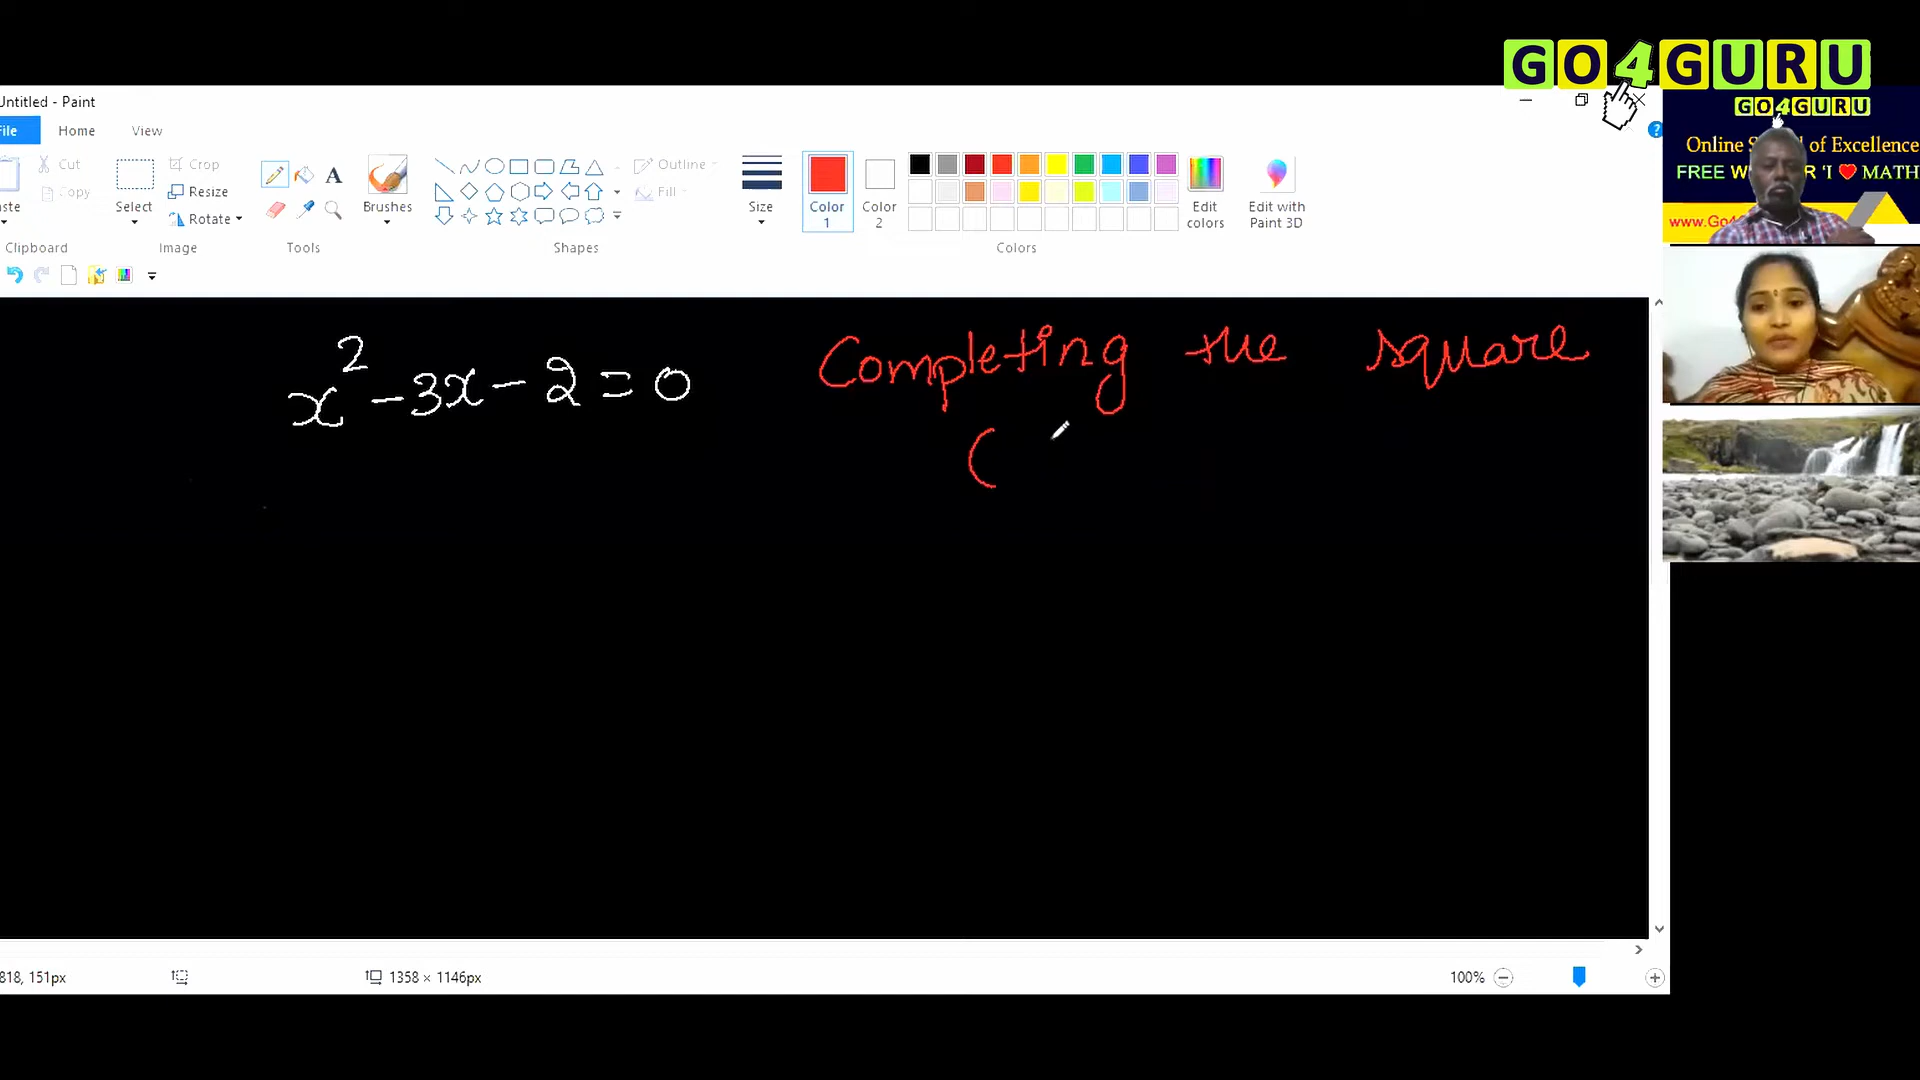 GO4GURU
Untitled - Paint
GO4GURU
File Home View
Online S of Excellence
FREE W R 'I ❤ MATH
www.Go4
Cut
Copy
Paste
Clipboard
Select
Crop
Resize
Rotate
Image
A
Tools
Brushes
Outline
Fill
Shapes
Size
Color 1
Color 2
Edit colors
Edit with Paint 3D
Colors
x² - 3x - 2 = 0
Completing the square
(
818, 151px
1358 × 1146px
100%